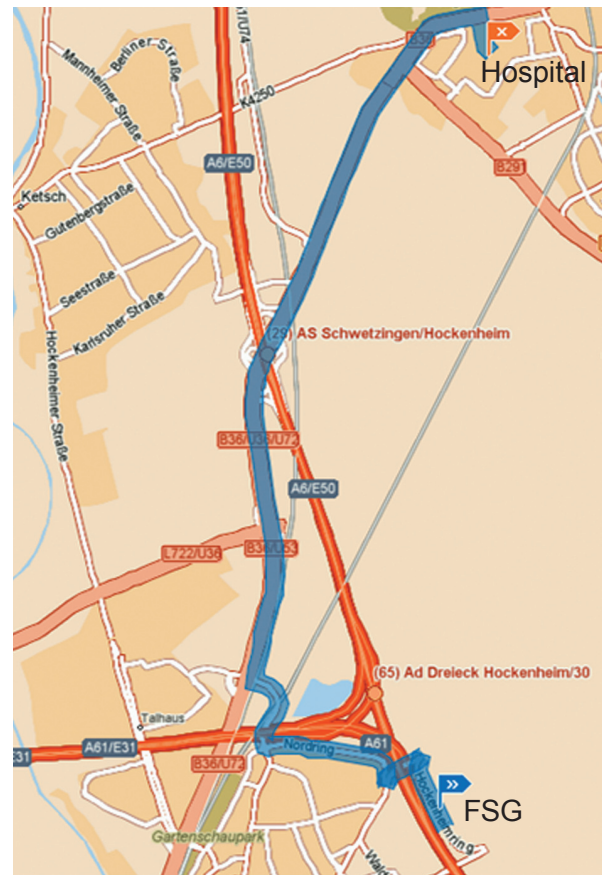 A1/U74
B36
Hospital
Berliner Straße
Mannheimer Straße
K4250
A6/E50
B291
Ketsch
Gutenbergstraße
Seestraße
Karlsruher Straße
Hockenheimer Straße
(29) AS Schwetzingen/Hockenheim
B36/U36/U72
A6/E50
L722/U36
B36/U53
(65) Ad Dreieck Hockenheim/30
Talhaus
A61/E31
Nordring
A61
E31
B36/U72
Hockenheimring
FSG
Gartenschaupark